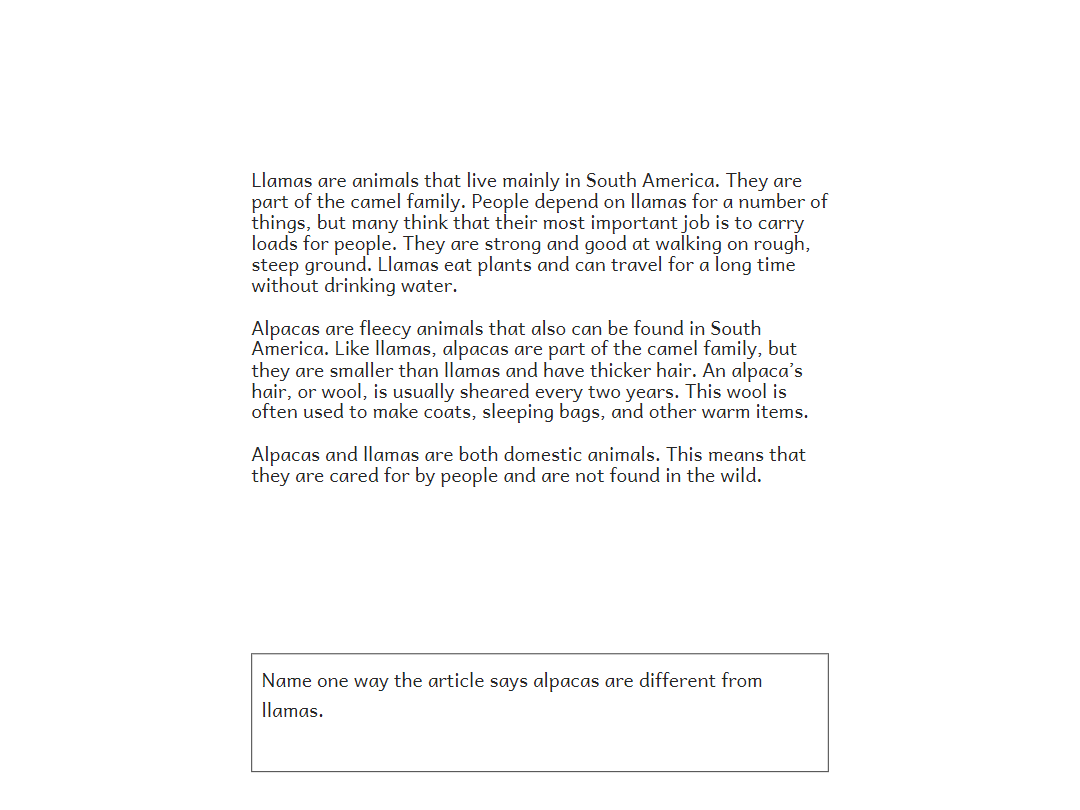 Llamas are animals that live mainly in South America. They are
part of the camel family. People depend on llamas for a number of
things, but many think that their most important job is to carry
loads for people. They are strong and good at walking on rough,
steep ground. Llamas eat plants and can travel for a long time
without drinking water.
Alpacas are fleecy animals that also can be found in South
America. Like llamas, alpacas are part of the camel family, but
they are smaller than llamas and have thicker hair. An alpaca’s
hair, or wool, is usually sheared every two years. This wool is
often used to make coats, sleeping bags, and other warm items.
Alpacas and llamas are both domestic animals. This means that
they are cared for by people and are not found in the wild.
Name one way the article says alpacas are different from
llamas.